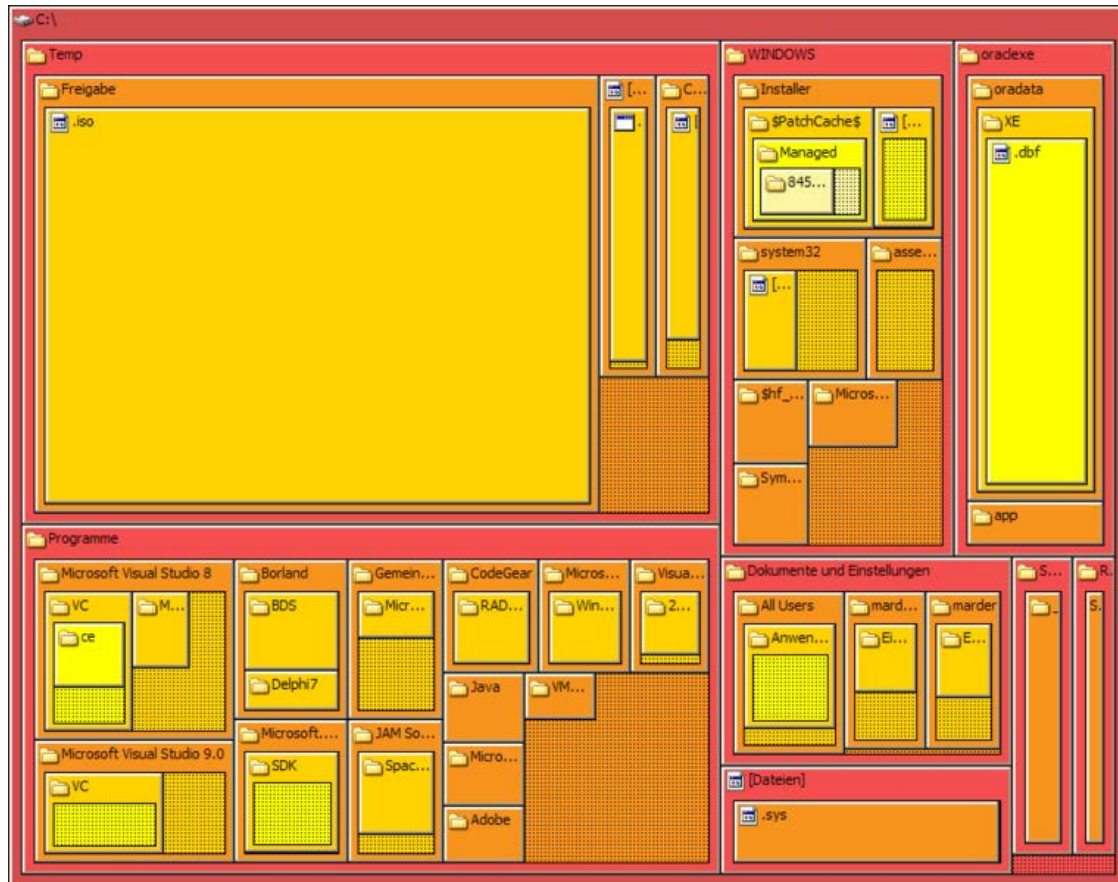 C:\
Temp
Freigabe
.iso
[...
.
C...
[
WINDOWS
Installer
$PatchCache$
Managed
845...
[...
system32
[...
asse...
$hf_...
Micros...
Sym...
oraclexe
oradata
XE
.dbf
app
Programme
Microsoft Visual Studio 8
VC
ce
M...
Microsoft Visual Studio 9.0
VC
Borland
BDS
Delphi7
Microsoft....
SDK
Gemein...
Micr...
JAM So...
Spac...
CodeGear
RAD...
Java
Micro...
Adobe
Micros...
Win...
VM...
Visua...
2...
Dokumente und Einstellungen
All Users
Anwen...
mard...
Ei...
marder
E...
[Dateien]
.sys
S...
_
R.
S.